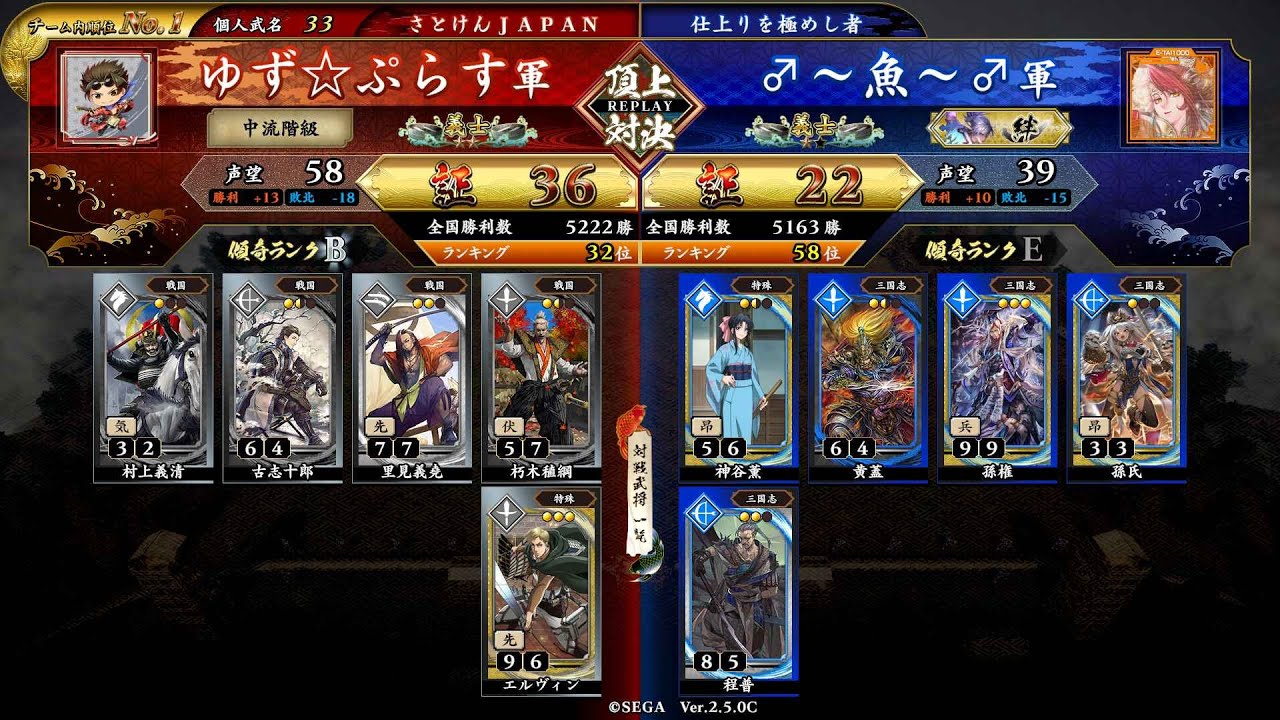 チーム内順位 No.1
個人武名 33
さとけんJAPAN
仕上りを極めし者
ゆず☆ぷらす軍
頂上
REPLAY
対決
♂～魚～♂軍
E-TAI1000
中流階級
義士
義士
絆
声望 58
勝利 +13 敗北 -18
証 36
証 22
声望 39
勝利 +10 敗北 -15
全国勝利数 5222勝
全国勝利数 5163勝
ランキング 32位
ランキング 58位
傾奇ランク B
傾奇ランク E
戦国
気
3 2
村上義清
戦国
6 4
古志十郎
戦国
先
7 7
里見義堯
戦国
伏
5 7
朽木稙綱
特殊
昂
5 6
神谷薫
三国志
6 4
黄蓋
三国志
兵
9 9
孫権
三国志
昂
3 3
孫氏
対戦武将一覧
特殊
先
9 6
エルヴィン
三国志
8 5
程普
©SEGA Ver.2.5.0C